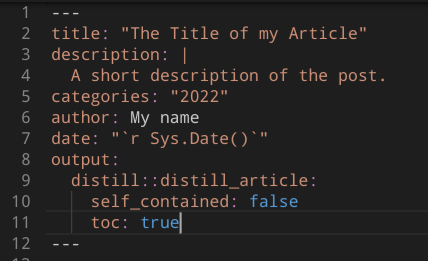 1 ---
2 title: "The Title of my Article"
3 description: |
4   A short description of the post.
5 categories: "2022"
6 author: My name
7 date: "`r Sys.Date()`"
8 output:
9   distill::distill_article:
10     self_contained: false
11     toc: true
12 ---